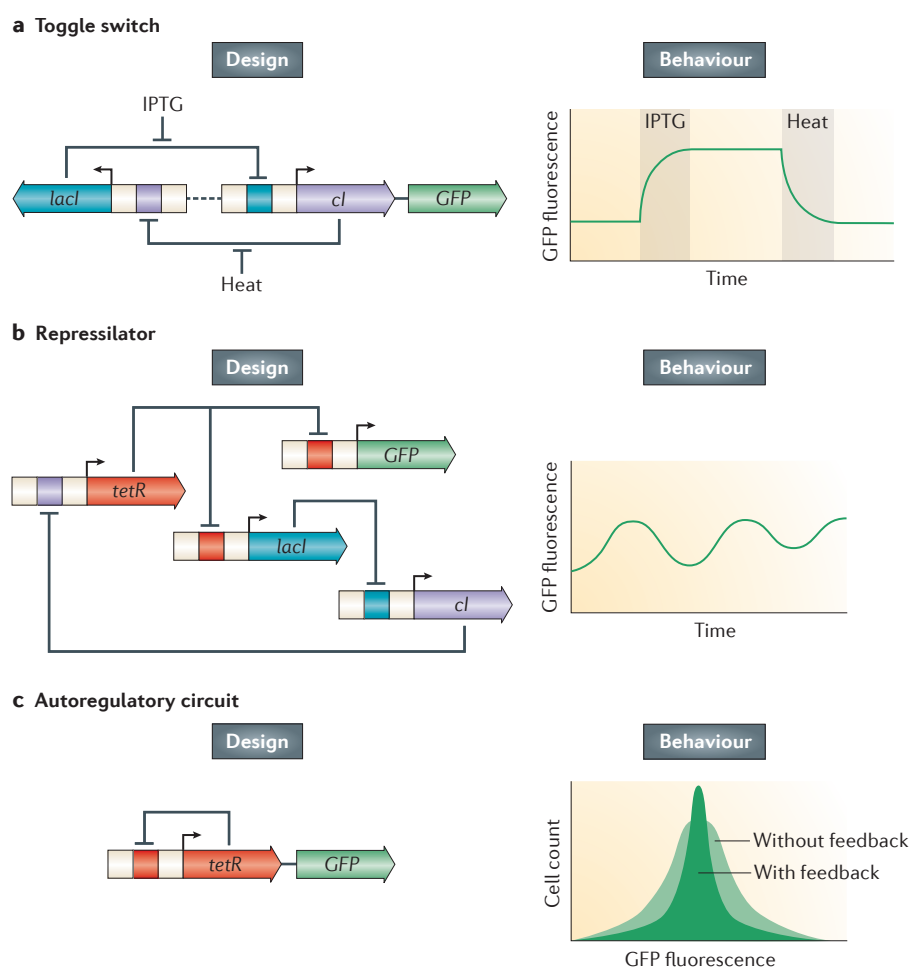 a Toggle switch
Design
Behaviour
IPTG
lacI
cI
GFP
Heat
GFP fluorescence
IPTG
Heat
Time
b Repressilator
Design
Behaviour
GFP
tetR
lacI
cI
GFP fluorescence
Time
c Autoregulatory circuit
Design
Behaviour
tetR
GFP
Cell count
Without feedback
With feedback
GFP fluorescence